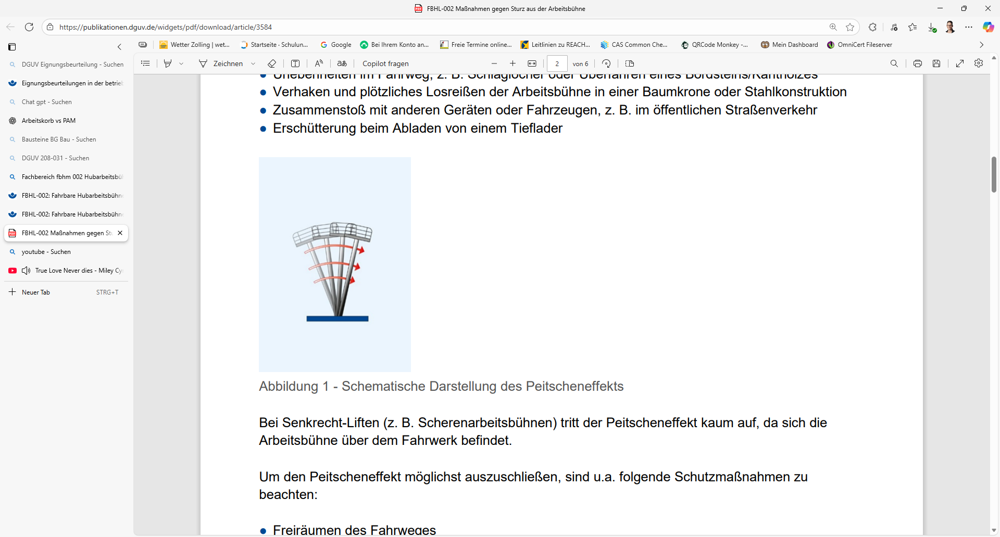 FBHL-002 Maßnahmen gegen Sturz aus der Arbeitsbühne
https://publikationen.dguv.de/widgets/pdf/download/article/3584
Wetter Zolling | wet...
Startseite · Schulun...
Google
Bei Ihrem Konto an...
Freie Termine online...
Leitlinien zu REACH...
CAS Common Che...
QRCode Monkey -...
Mein Dashboard
OmniCert Fileserver
DGUV Eignungsbeurteilung - Suchen
Eignungsbeurteilungen in der betrieb
Chat gpt - Suchen
Arbeitskorb vs PAM
Bausteine BG Bau - Suchen
DGUV 208-031 - Suchen
Fachbereich fbhm 002 Hubarbeitsbü
FBHL-002: Fahrbare Hubarbeitsbühn
FBHL-002: Fahrbare Hubarbeitsbühn
FBHL-002 Maßnahmen gegen Stu
youtube - Suchen
True Love Never dies - Miley Cy
Neuer Tab STRG+T
Zeichnen
aあ
Copilot fragen
2 von 6
Unebenheiten im Fahrweg, z. B. Schlaglöcher oder Überfahren eines Bordsteins/Kantholzes
Verhaken und plötzliches Losreißen der Arbeitsbühne in einer Baumkrone oder Stahlkonstruktion
Zusammenstoß mit anderen Geräten oder Fahrzeugen, z. B. im öffentlichen Straßenverkehr
Erschütterung beim Abladen von einem Tieflader
Abbildung 1 - Schematische Darstellung des Peitscheneffekts
Bei Senkrecht-Liften (z. B. Scherenarbeitsbühnen) tritt der Peitscheneffekt kaum auf, da sich die
Arbeitsbühne über dem Fahrwerk befindet.
Um den Peitscheneffekt möglichst auszuschließen, sind u.a. folgende Schutzmaßnahmen zu
beachten:
Freiräumen des Fahrweges